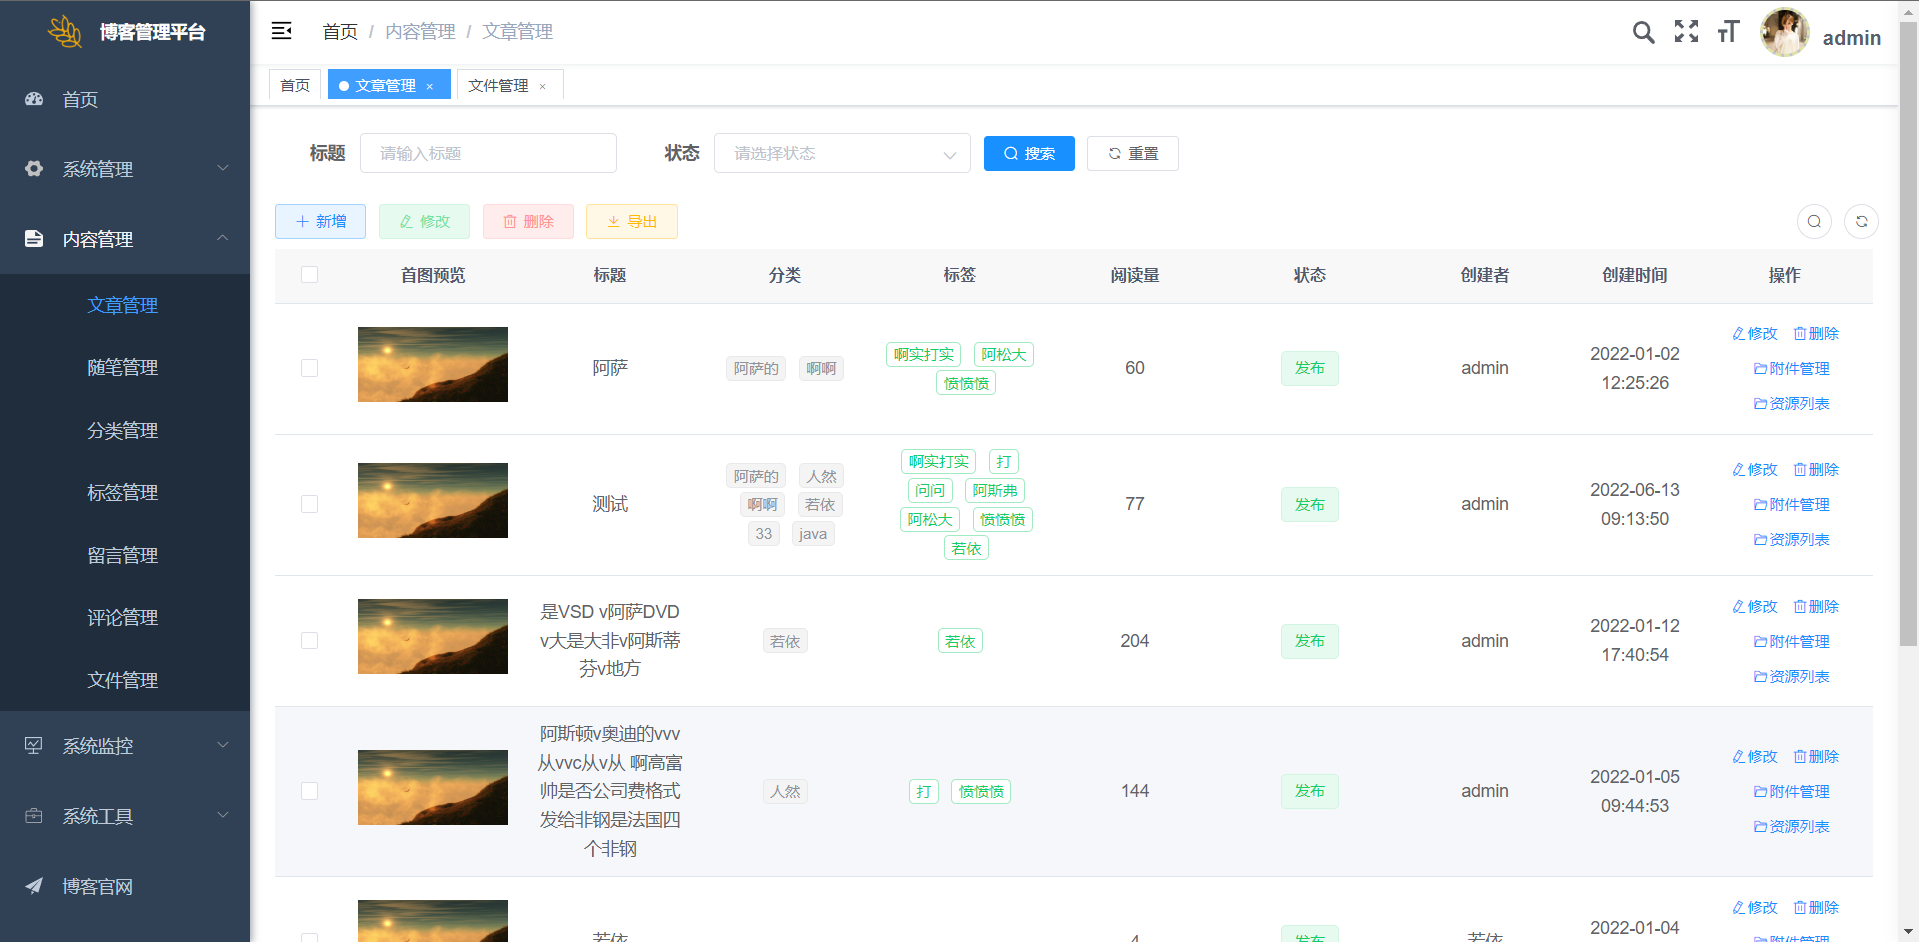 博客管理平台
首页 / 内容管理 / 文章管理
admin
首页
文章管理 ×
文件管理 ×
首页
系统管理
内容管理
文章管理
随笔管理
分类管理
标签管理
留言管理
评论管理
文件管理
系统监控
系统工具
博客官网
标题 请输入标题 状态 请选择状态 搜索 重置
新增 修改 删除 导出
首图预览 标题 分类 标签 阅读量 状态 创建者 创建时间 操作
阿萨
阿萨的 啊啊
啊实打实 阿松大
愤愤愤
60
发布
admin
2022-01-02
12:25:26
修改 删除
附件管理
资源列表
测试
阿萨的 人然
啊啊 若依
33 java
啊实打实 打
问问 阿斯弗
阿松大 愤愤愤
若依
77
发布
admin
2022-06-13
09:13:50
修改 删除
附件管理
资源列表
是VSD v阿萨DVD
v大是大非v阿斯蒂
芬v地方
若依
若依
204
发布
admin
2022-01-12
17:40:54
修改 删除
附件管理
资源列表
阿斯顿v奥迪的vvv
从vvc从v从 啊高富
帅是否公司费格式
发给非钢是法国四
个非钢
人然
打 愤愤愤
144
发布
admin
2022-01-05
09:44:53
修改 删除
附件管理
资源列表
若依
4
发布
若依
2022-01-04
修改 删除
附件管理